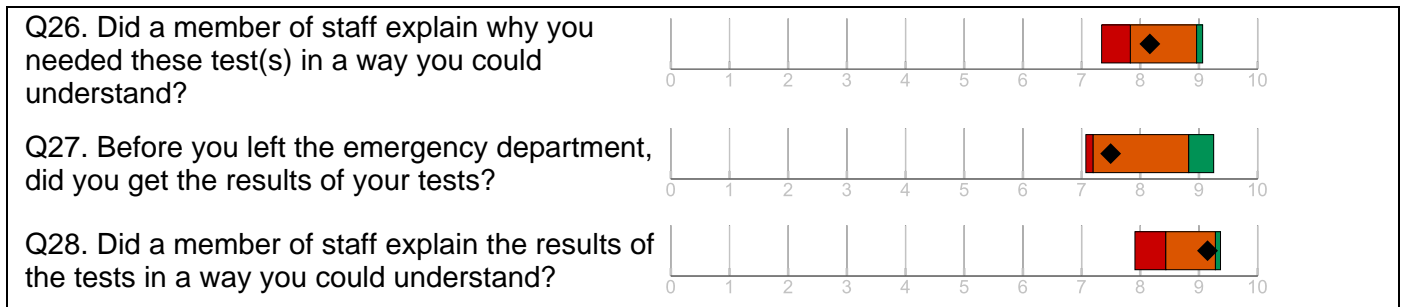 Q26. Did a member of staff explain why you
needed these test(s) in a way you could
understand?
0 1 2 3 4 5 6 7 8 9 10
Q27. Before you left the emergency department,
did you get the results of your tests?
0 1 2 3 4 5 6 7 8 9 10
Q28. Did a member of staff explain the results of
the tests in a way you could understand?
0 1 2 3 4 5 6 7 8 9 10